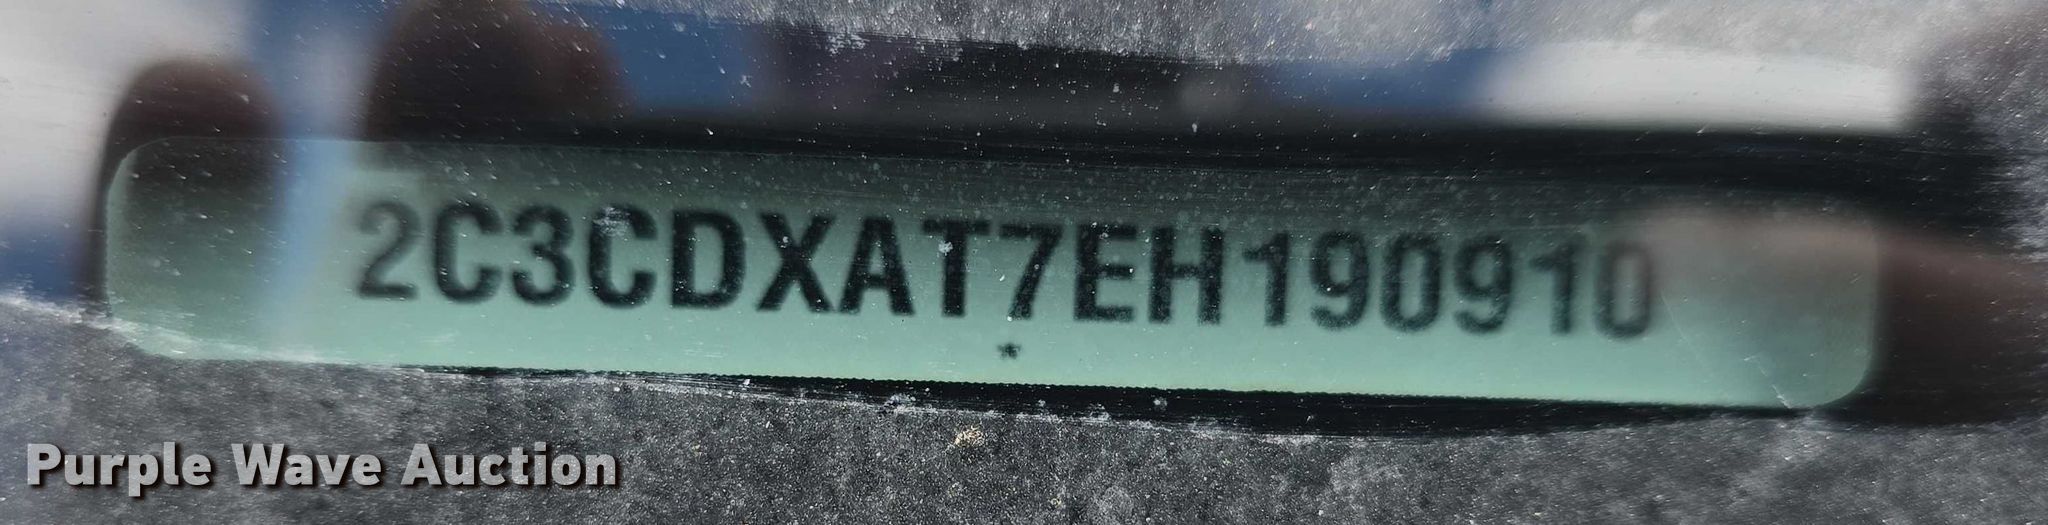 2C3CDXAT7EH190910
*
Purple Wave Auction